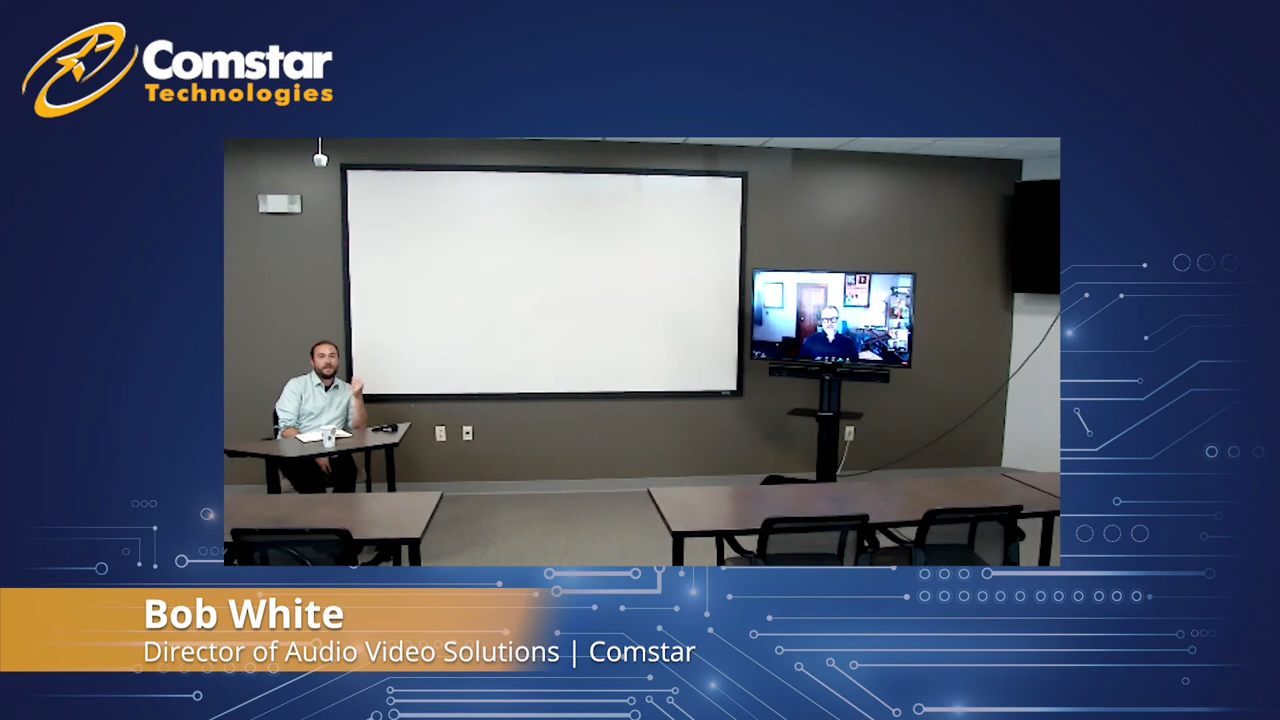 Comstar
Technologies
Bob White
Director of Audio Video Solutions | Comstar